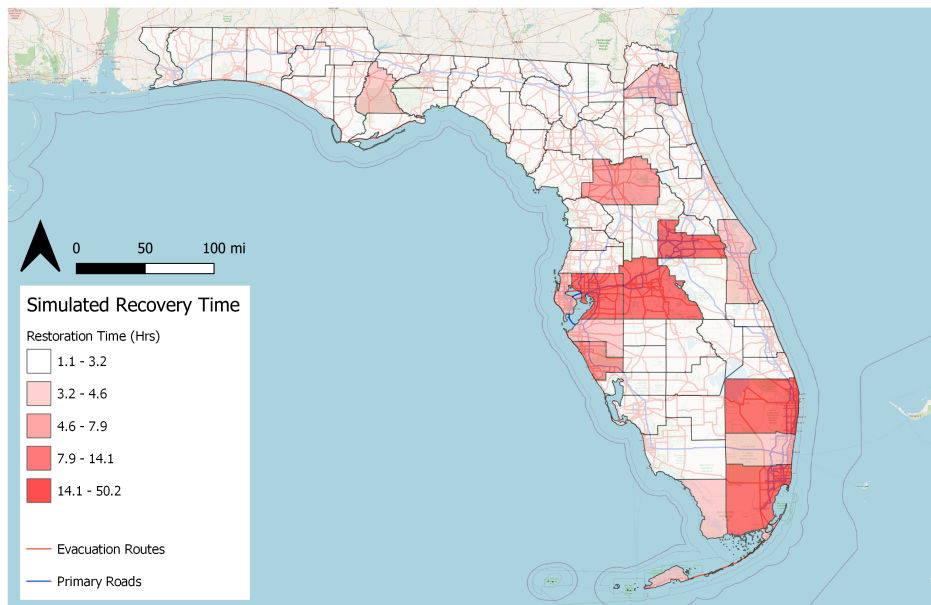 0 50 100 mi
Simulated Recovery Time
Restoration Time (Hrs)
1.1 - 3.2
3.2 - 4.6
4.6 - 7.9
7.9 - 14.1
14.1 - 50.2
Evacuation Routes
Primary Roads